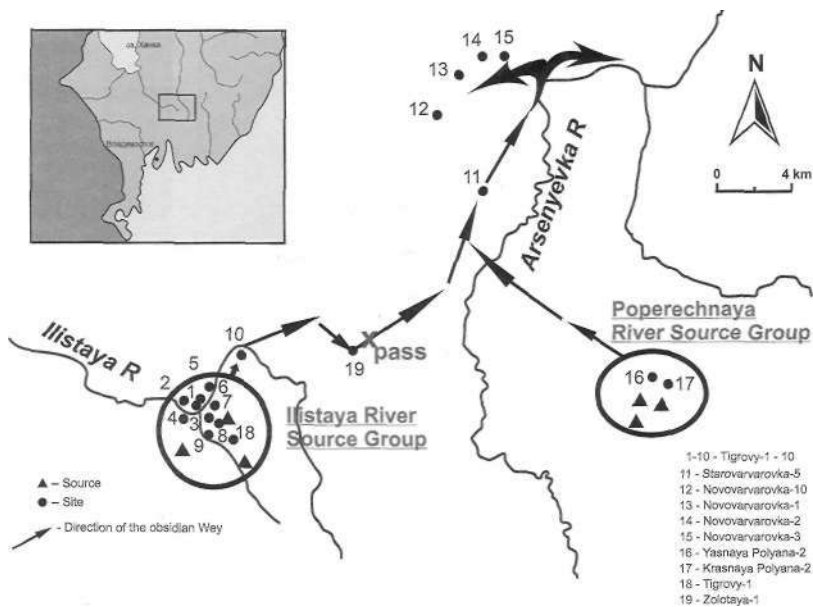 оз. Ханка
Владивосток
14
15
13
12
N
0
4 km
11
Arsenyevka R
Poperechnaya
River Source Group
16
17
Ilistaya R
10
X
pass
19
5
2
1
6
7
4
3
8
18
9
Ilistaya River
Source Group
▲ – Source
● – Site
- Direction of the obsidian Wey
1-10 - Tigrovy-1 - 10
11 - Starovarvarovka-5
12 - Novovarvarovka-10
13 - Novovarvarovka-1
14 - Novovarvarovka-2
15 - Novovarvarovka-3
16 - Yasnaya Polyana-2
17 - Krasnaya Polyana-2
18 - Tigrovy-1
19 - Zolotaya-1